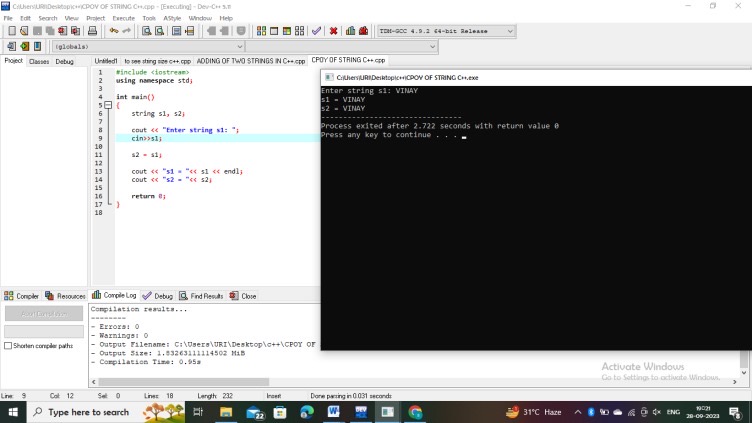 C:\Users\URI\Desktop\c++\CPOY OF STRING C++.cpp - [Executing] - Dev-C++ 5.11
File Edit Search View Project Execute Tools AStyle Window Help
TDM-GCC 4.9.2 64-bit Release
(globals)
Project Classes Debug
Untitled1 to see string size c++.cpp ADDING OF TWO STRINGS IN C++.cpp CPOY OF STRING C++.cpp
1 #include <iostream>
2 using namespace std;
3
4 int main()
5 {
6 string s1, s2;
7
8 cout << "Enter string s1: ";
9 cin>>s1;
10
11 s2 = s1;
12
13 cout << "s1 = "<< s1 << endl;
14 cout << "s2 = "<< s2;
15
16 return 0;
17 }
18
C:\Users\URI\Desktop\c++\CPOY OF STRING C++.exe
Enter string s1: VINAY
s1 = VINAY
s2 = VINAY
--------------------------------
Process exited after 2.722 seconds with return value 0
Press any key to continue . . .
Compiler Resources Compile Log Debug Find Results Close
Abort Compilation
Shorten compiler paths
Compilation results...
--------
- Errors: 0
- Warnings: 0
- Output Filename: C:\Users\URI\Desktop\c++\CPOY OF
- Output Size: 1.83263111114502 MiB
- Compilation Time: 0.95s
Activate Windows
Go to Settings to activate Windows.
Line: 9 Col: 12 Sel: 0 Lines: 18 Length: 232 Insert Done parsing in 0.031 seconds
Type here to search
22
31°C Haze
ENG
19:21
28-09-2023
8